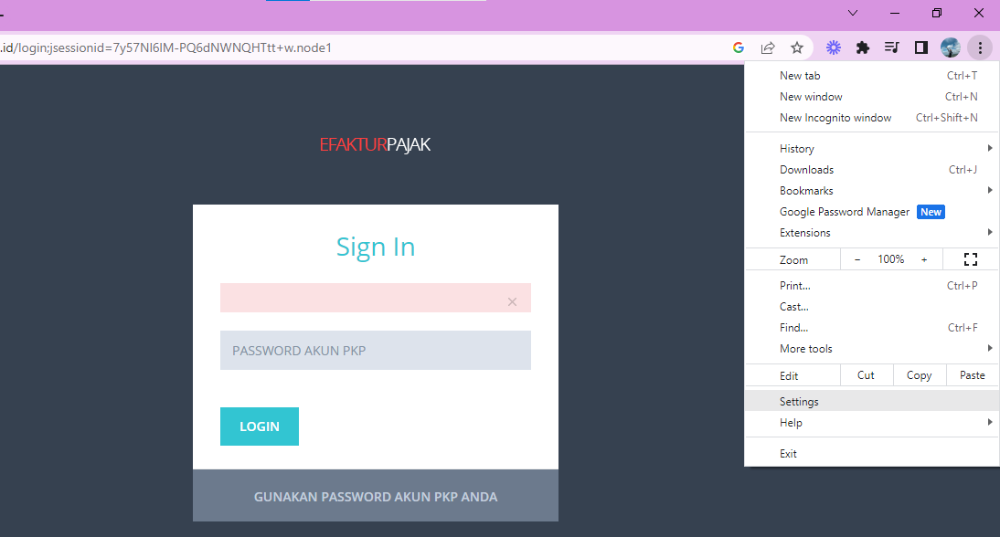 .id/login;jsessionid=7y57NI6IM-PQ6dNWNQHTtt+w.node1
EFAKTURPAJAK
Sign In
×
PASSWORD AKUN PKP
LOGIN
GUNAKAN PASSWORD AKUN PKP ANDA
New tab Ctrl+T
New window Ctrl+N
New Incognito window Ctrl+Shift+N
History
Downloads Ctrl+J
Bookmarks
Google Password Manager New
Extensions
Zoom - 100% +
Print... Ctrl+P
Cast...
Find... Ctrl+F
More tools
Edit Cut Copy Paste
Settings
Help
Exit